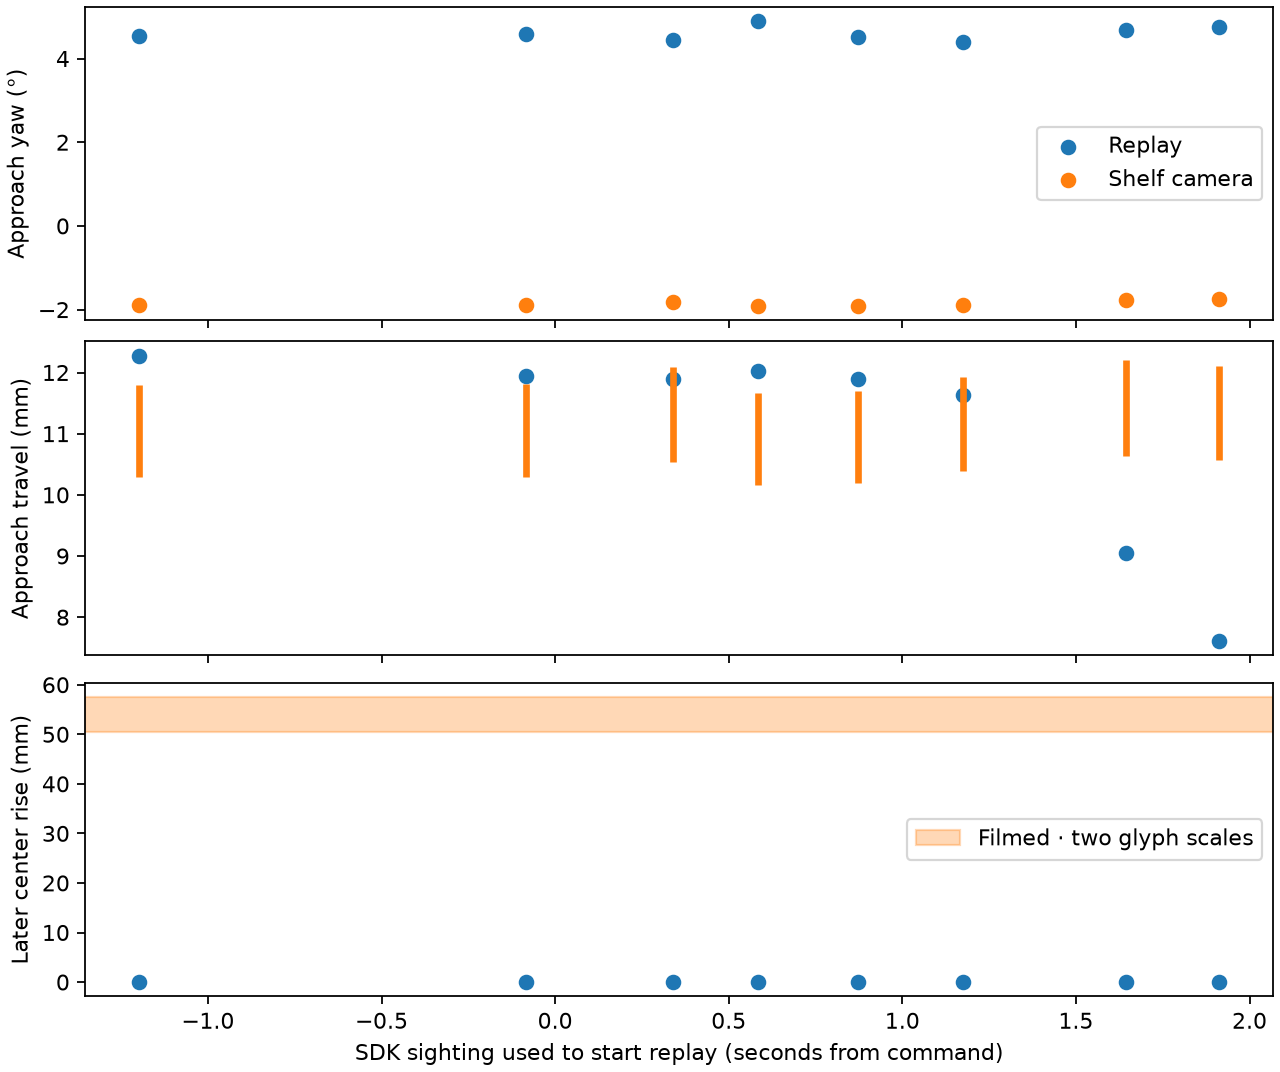 Approach yaw (°)
4
2
0
−2
Replay
Shelf camera
Approach travel (mm)
12
11
10
9
8
Later center rise (mm)
60
50
40
30
20
10
0
Filmed · two glyph scales
−1.0 −0.5 0.0 0.5 1.0 1.5 2.0
SDK sighting used to start replay (seconds from command)